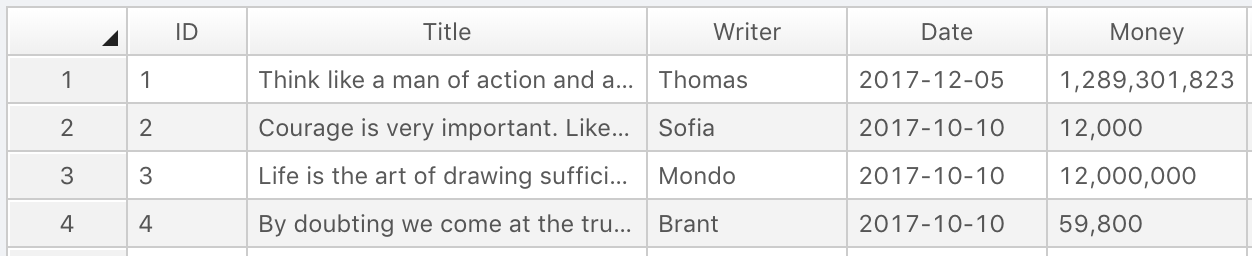 ID Title Writer Date Money
1 1 Think like a man of action and a... Thomas 2017-12-05 1,289,301,823
2 2 Courage is very important. Like... Sofia 2017-10-10 12,000
3 3 Life is the art of drawing suffici... Mondo 2017-10-10 12,000,000
4 4 By doubting we come at the tru... Brant 2017-10-10 59,800